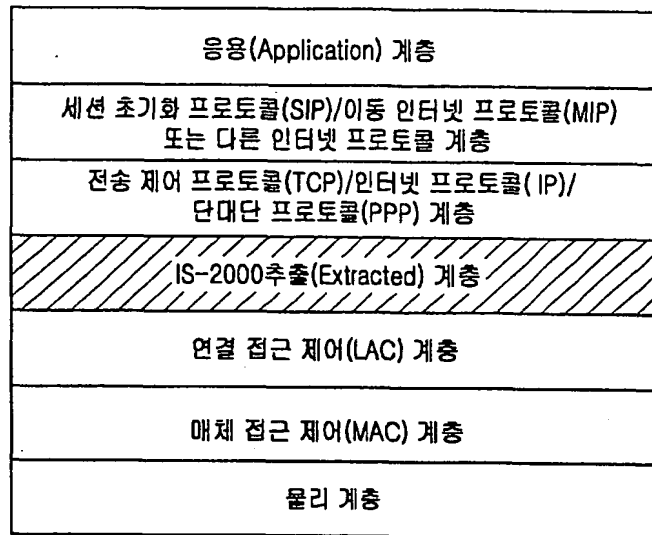 응용(Application) 계층
세션 초기화 프로토콜(SIP)/이동 인터넷 프로토콜(MIP)
또는 다른 인터넷 프로토콜 계층
전송 제어 프로토콜(TCP)/인터넷 프로토콜( IP)/
단대단 프로토콜(PPP) 계층
IS-2000추출(Extracted) 계층
연결 접근 제어(LAC) 계층
매체 접근 제어(MAC) 계층
물리 계층